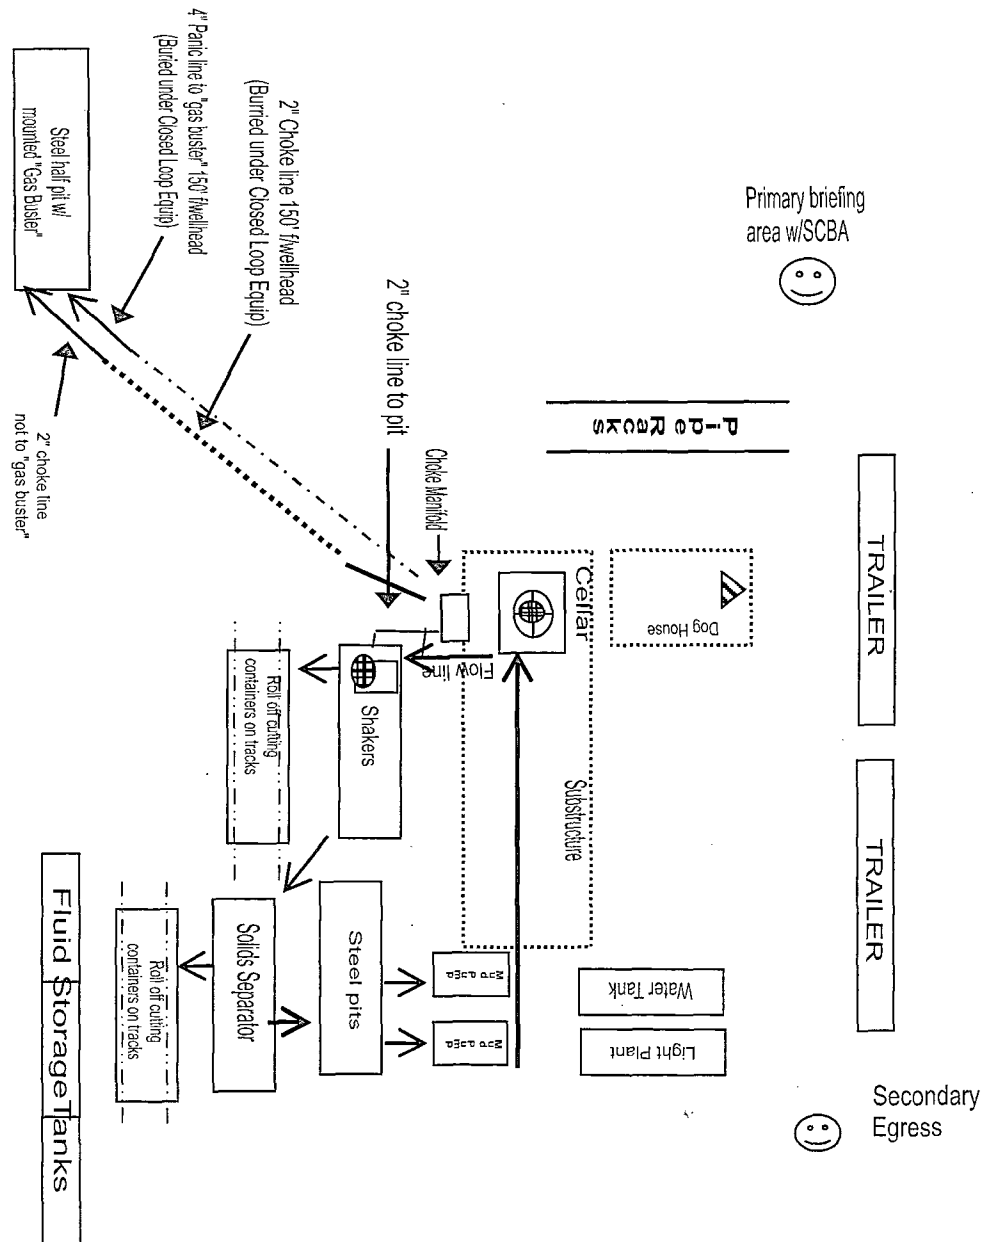 4" Panic line to "gas buster" 150' f/wellhead
(Buried under Closed Loop Equip)
Steel half pit w/
mounted "Gas Buster"
2" Choke line 150' f/wellhead
(Burried under Closed Loop Equip)
2" choke line
not to "gas buster"
2" choke line to pit
Choke Manifold
Primary briefing
area w/SCBA
Pipe Racks
TRAILER
Dog House
Cellar
Flow line
Shakers
Roll off cutting
containers on tracks
Substructure
TRAILER
Fluid Storage Tanks
Roll off cutting
containers on tracks
Solids Separator
Steel pits
Mud pump
Mud pump
Water Tank
Light Plant
Secondary
Egress